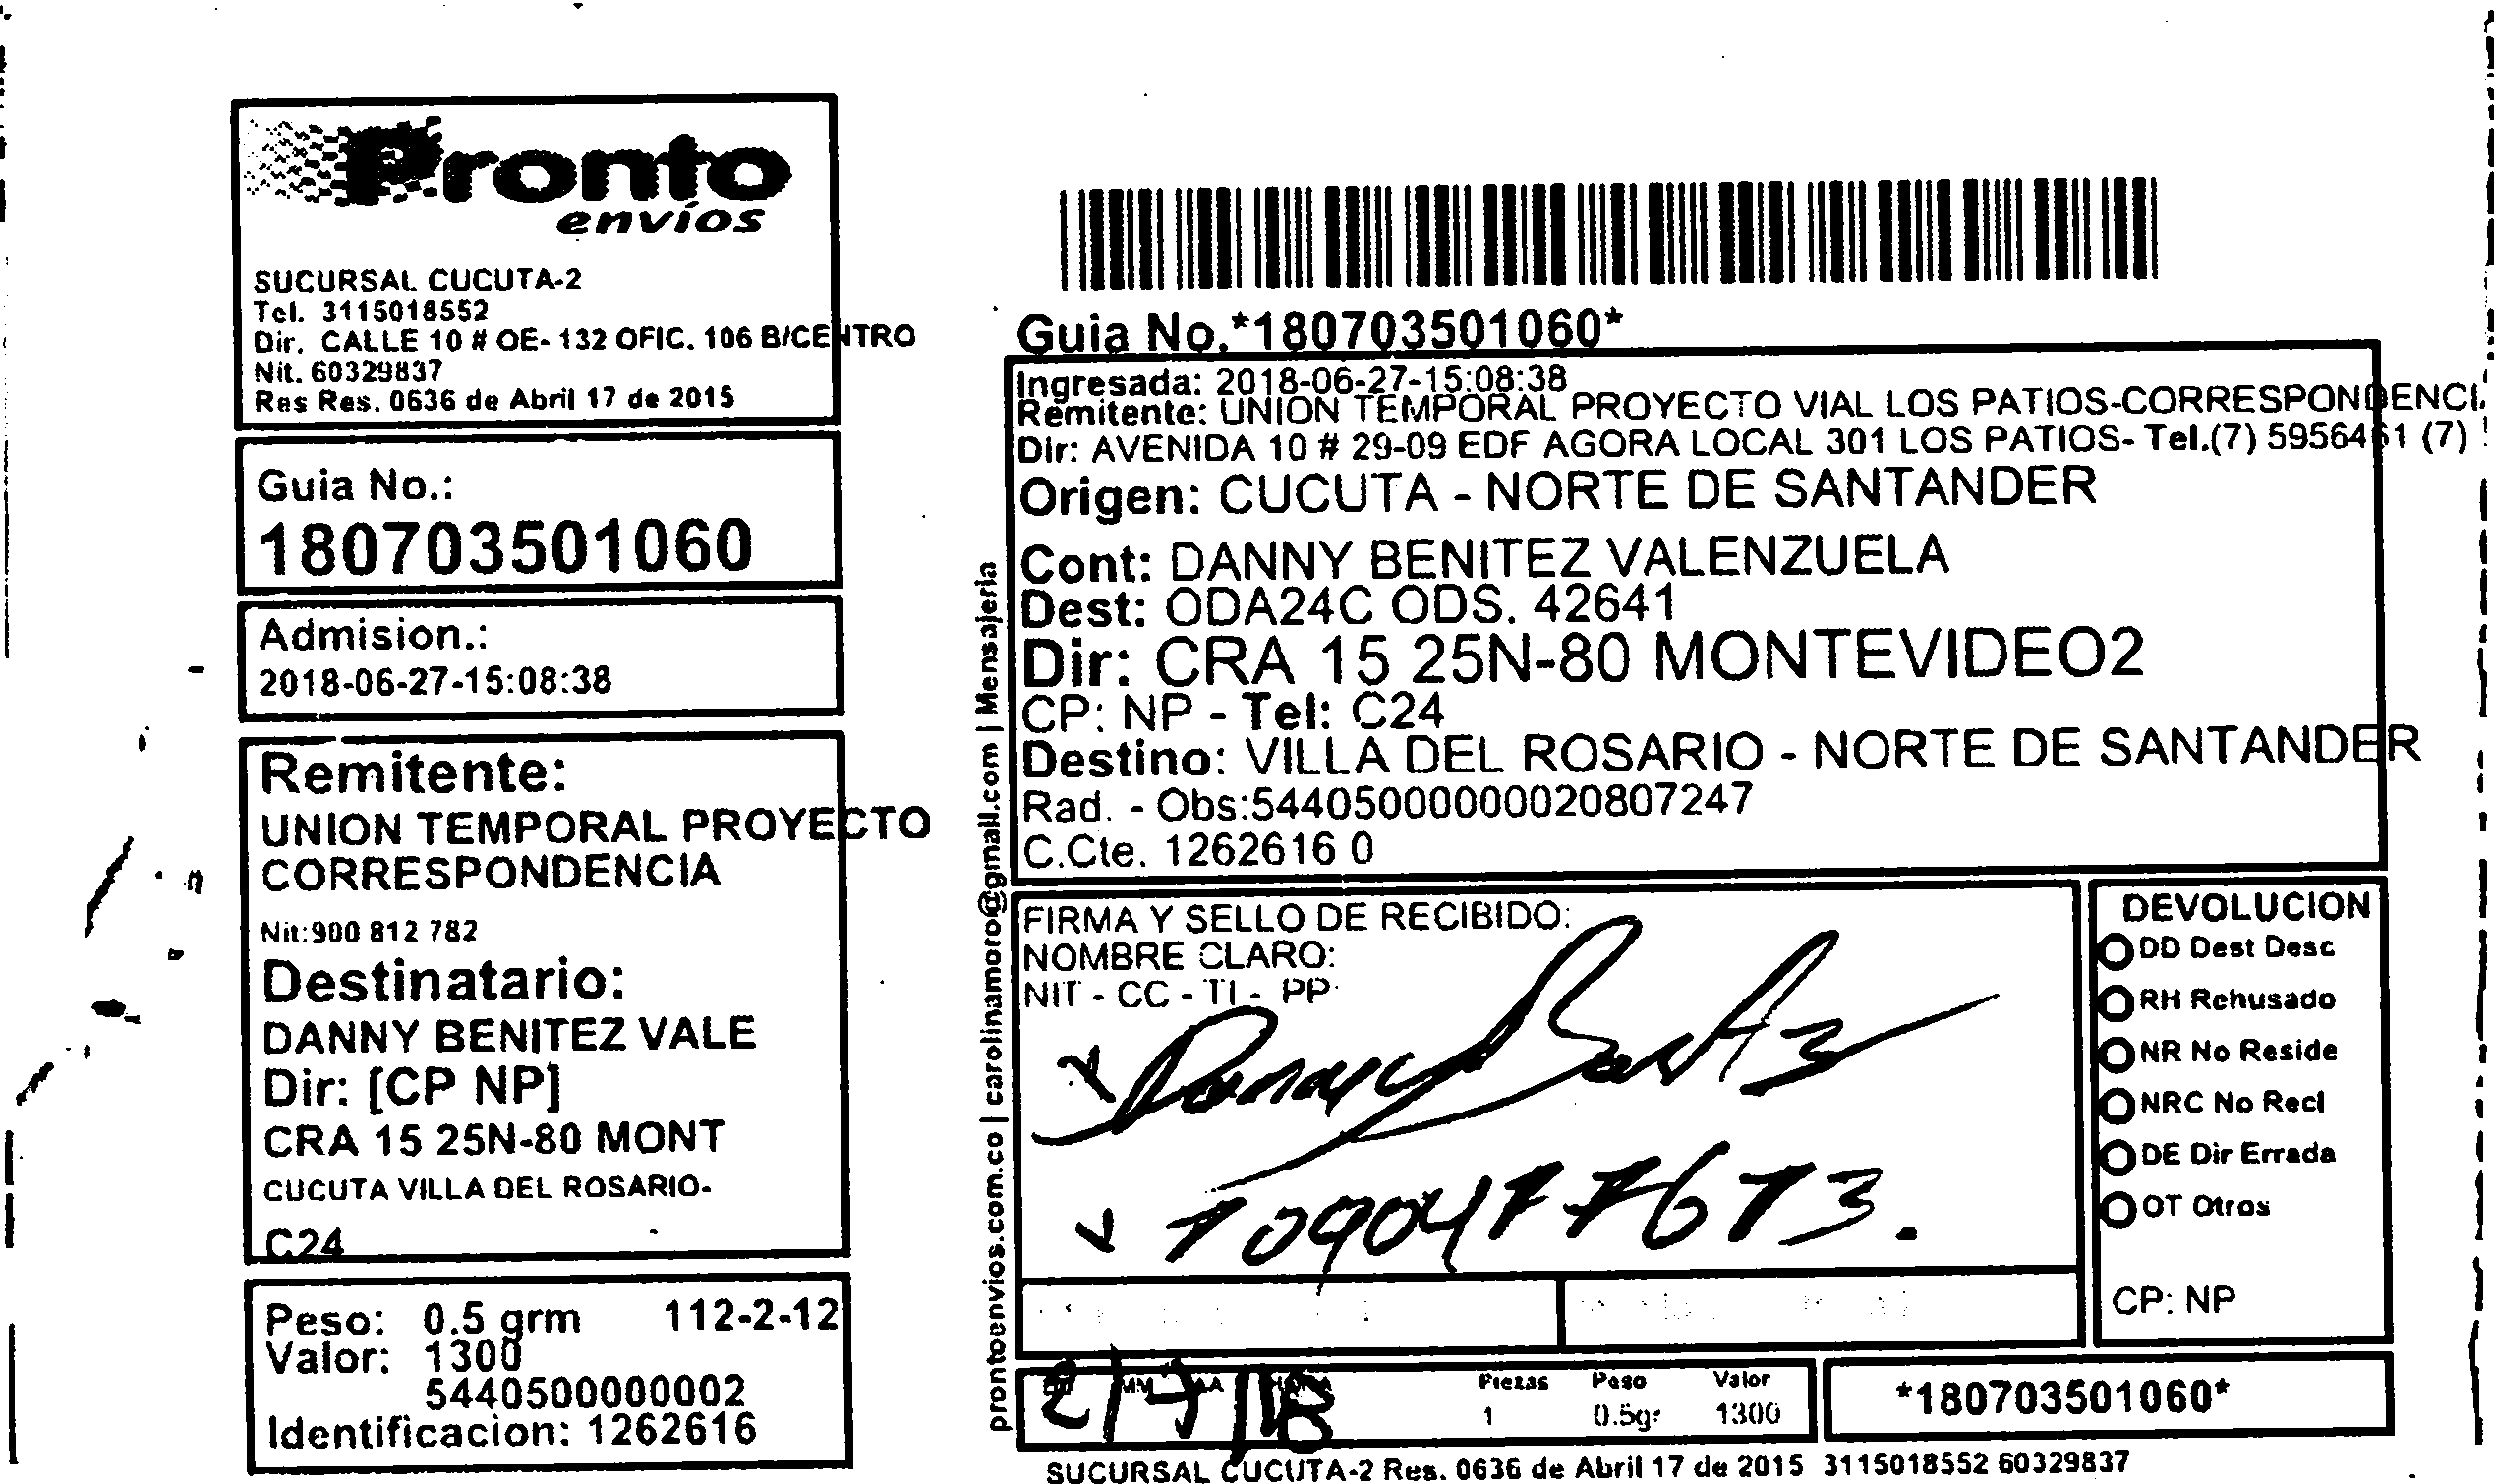 Pronto
envíos
SUCURSAL CUCUTA-2
Tel. 3115018552
Dir. CALLE 10 # OE- 132 OFIC. 106 B/CENTRO
Nit. 60329837
Res Res. 0636 de Abril 17 de 2015
Guia No.:
180703501060
Admision.:
2018-06-27-15:08:38
Remitente:
UNION TEMPORAL PROYECTO
CORRESPONDENCIA
Nit:900 812 782
Destinatario:
DANNY BENITEZ VALE
Dir: [CP NP]
CRA 15 25N-80 MONT
CUCUTA VILLA DEL ROSARIO-
C24
Peso: 0.5 grm 112-2-12
Valor: 1300
5440500000002
Identificacion: 1262616
prontoenvios.com.co | carolinamoro@gmail.com | Mensajeria
Guia No.*180703501060*
Ingresada: 2018-06-27-15:08:38
Remitente: UNION TEMPORAL PROYECTO VIAL LOS PATIOS-CORRESPONDENCI
Dir: AVENIDA 10 # 29-09 EDF AGORA LOCAL 301 LOS PATIOS- Tel.(7) 5956461 (7)
Origen: CUCUTA - NORTE DE SANTANDER
Cont: DANNY BENITEZ VALENZUELA
Dest: ODA24C ODS. 42641
Dir: CRA 15 25N-80 MONTEVIDEO2
CP: NP - Tel: C24
Destino: VILLA DEL ROSARIO - NORTE DE SANTANDER
Rad. - Obs:54405000000020807247
C.Cte. 1262616 0
FIRMA Y SELLO DE RECIBIDO:
NOMBRE CLARO:
NIT - CC - TI - PP
DEVOLUCION
DD Dest Desc
RH Rehusado
NR No Reside
NRC No Recl
DE Dir Errada
OT Otros
CP: NP
MM AA Piezas Peso Valor
2/7/18 1 0.5gr 1300
*180703501060*
SUCURSAL CUCUTA-2 Res. 0636 de Abril 17 de 2015 3115018552 60329837